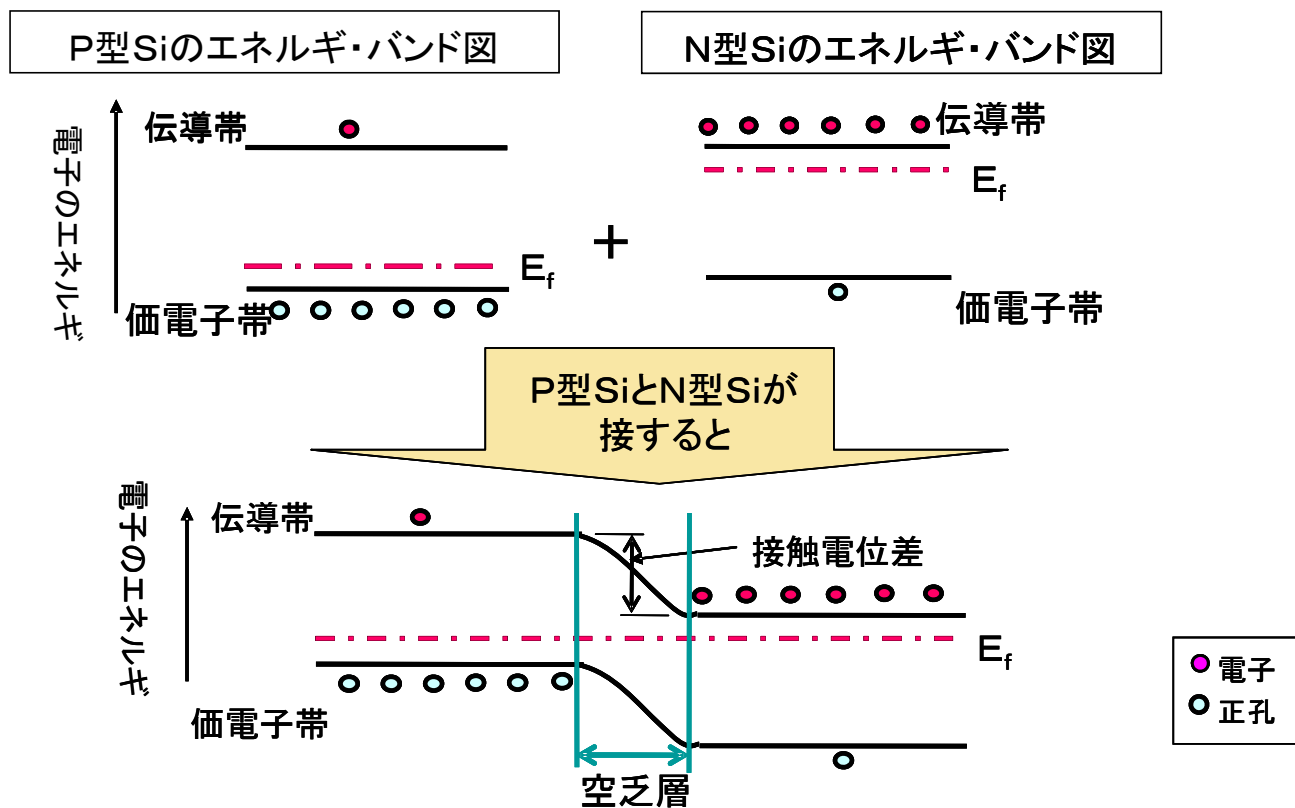 P型Siのエネルギ・バンド図
N型Siのエネルギ・バンド図
電子のエネルギ
伝導帯
Ef
価電子帯
+
伝導帯
Ef
価電子帯
P型SiとN型Siが
接すると
電子のエネルギ
伝導帯
接触電位差
Ef
価電子帯
空乏層
電子
正孔